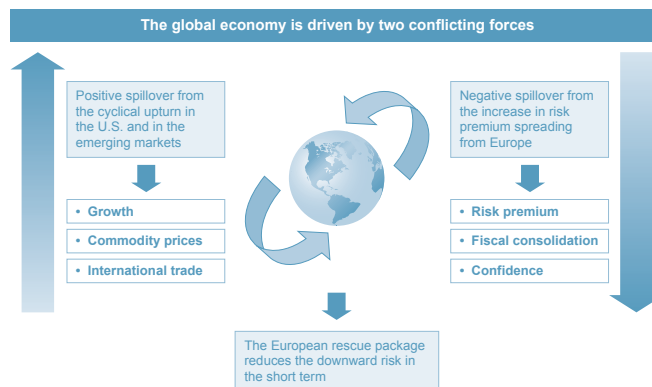 The global economy is driven by two conflicting forces
Positive spillover from
the cyclical upturn in
the U.S. and in the
emerging markets
• Growth
• Commodity prices
• International trade
Negative spillover from
the increase in risk
premium spreading
from Europe
• Risk premium
• Fiscal consolidation
• Confidence
The European rescue package
reduces the downward risk in
the short term